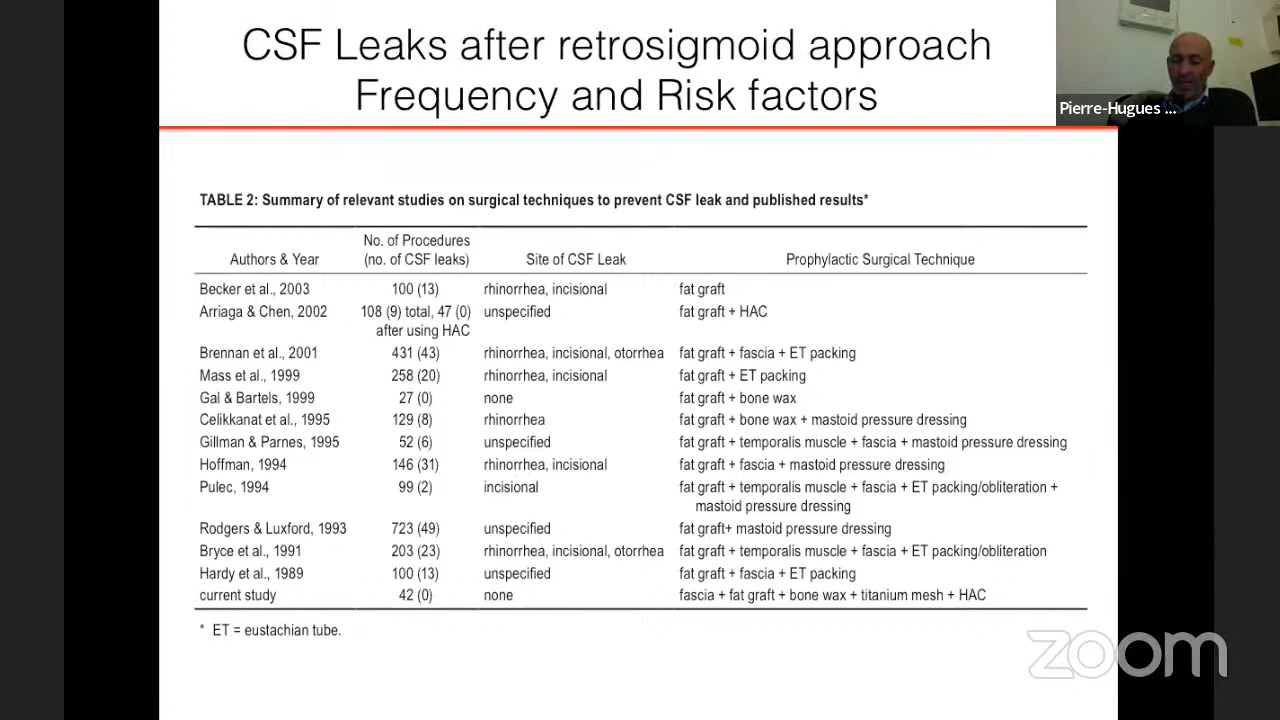 CSF Leaks after retrosigmoid approach
Frequency and Risk factors
Pierre-Hugues ...
TABLE 2: Summary of relevant studies on surgical techniques to prevent CSF leak and published results*
No. of Procedures
Authors & Year (no. of CSF leaks) Site of CSF Leak Prophylactic Surgical Technique
Becker et al., 2003 100 (13) rhinorrhea, incisional fat graft
Arriaga & Chen, 2002 108 (9) total, 47 (0) unspecified fat graft + HAC
after using HAC
Brennan et al., 2001 431 (43) rhinorrhea, incisional, otorrhea fat graft + fascia + ET packing
Mass et al., 1999 258 (20) rhinorrhea, incisional fat graft + ET packing
Gal & Bartels, 1999 27 (0) none fat graft + bone wax
Celikkanat et al., 1995 129 (8) rhinorrhea fat graft + bone wax + mastoid pressure dressing
Gillman & Parnes, 1995 52 (6) unspecified fat graft + temporalis muscle + fascia + mastoid pressure dressing
Hoffman, 1994 146 (31) rhinorrhea, incisional fat graft + fascia + mastoid pressure dressing
Pulec, 1994 99 (2) incisional fat graft + temporalis muscle + fascia + ET packing/obliteration +
mastoid pressure dressing
Rodgers & Luxford, 1993 723 (49) unspecified fat graft+ mastoid pressure dressing
Bryce et al., 1991 203 (23) rhinorrhea, incisional, otorrhea fat graft + temporalis muscle + fascia + ET packing/obliteration
Hardy et al., 1989 100 (13) unspecified fat graft + fascia + ET packing
current study 42 (0) none fascia + fat graft + bone wax + titanium mesh + HAC
* ET = eustachian tube.
zoom